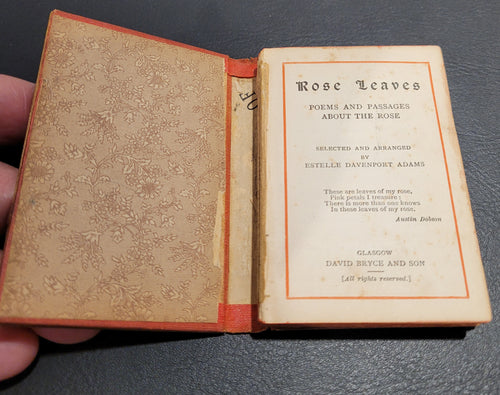 OF
Rose Leaves
POEMS AND PASSAGES
ABOUT THE ROSE
SELECTED AND ARRANGED
BY
ESTELLE DAVENPORT ADAMS
These are leaves of my rose,
Pink petals I treasure:
There is more than one knows
In these leaves of my rose.
Austin Dobson
GLASGOW
DAVID BRYCE AND SON
[All rights reserved.]